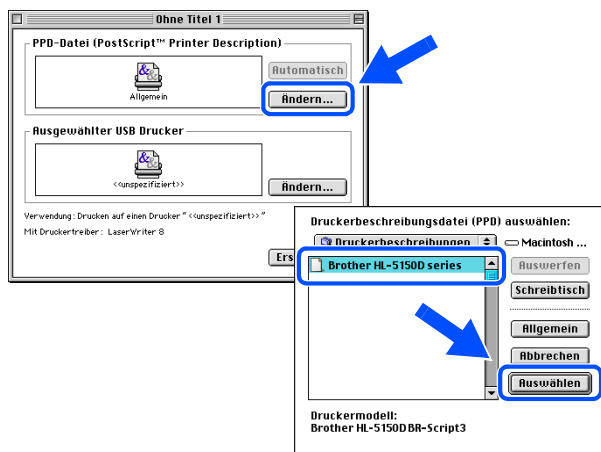 Ohne Titel 1
PPD-Datei (PostScript™ Printer Description)
Automatisch
Allgemein
Ändern...
Ausgewählter USB Drucker
<<unspezifiziert>>
Ändern...
Verwendung: Drucken auf einen Drucker "<<unspezifiziert>>"
Mit Druckertreiber: LaserWriter 8
Ers
Druckerbeschreibungsdatei (PPD) auswählen:
Druckerbeschreibungen
Macintosh ...
Brother HL-5150D series
Auswerfen
Schreibtisch
Allgemein
Abbrechen
Auswählen
Druckermodell:
Brother HL-5150D BR-Script3